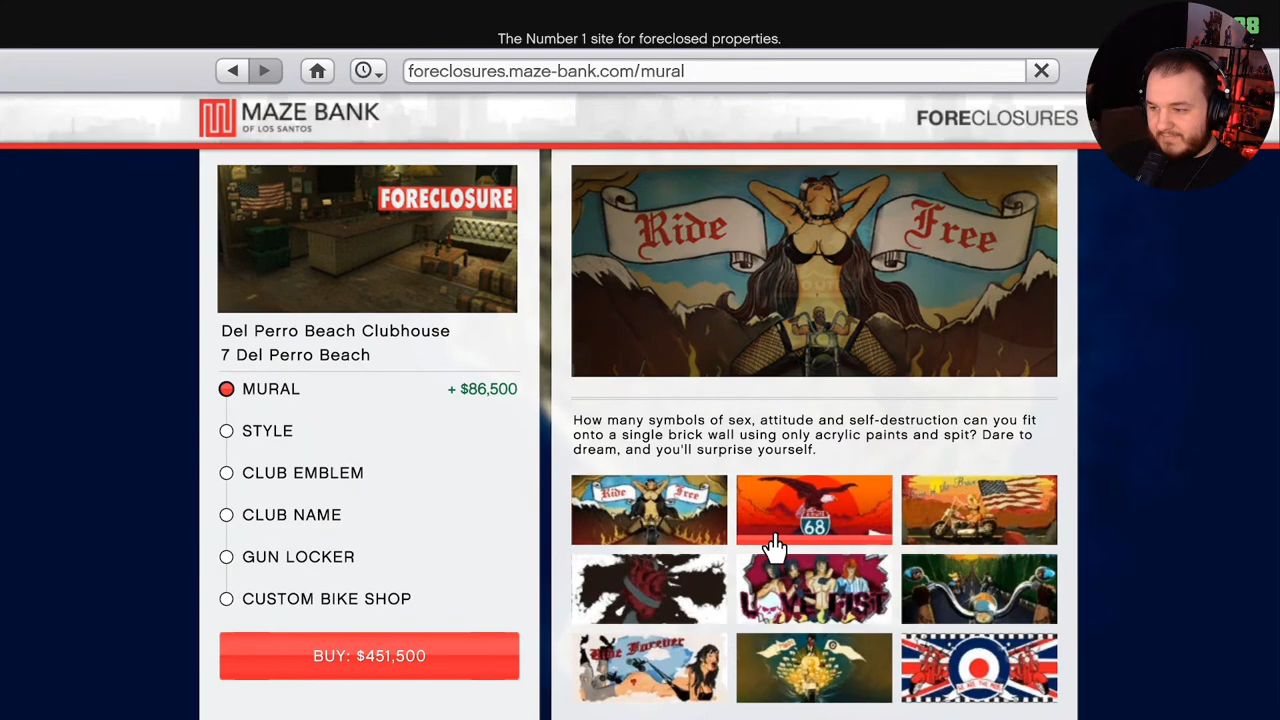 The Number 1 site for foreclosed properties.
foreclosures.maze-bank.com/mural
MAZE BANK
OF LOS SANTOS
FORECLOSURES
FORECLOSURE
Ride Free
Del Perro Beach Clubhouse
7 Del Perro Beach
MURAL + $86,500
STYLE
CLUB EMBLEM
CLUB NAME
GUN LOCKER
CUSTOM BIKE SHOP
BUY: $451,500
How many symbols of sex, attitude and self-destruction can you fit
onto a single brick wall using only acrylic paints and spit? Dare to
dream, and you'll surprise yourself.
Ride Free
68
LOVE FIST
Ride Forever